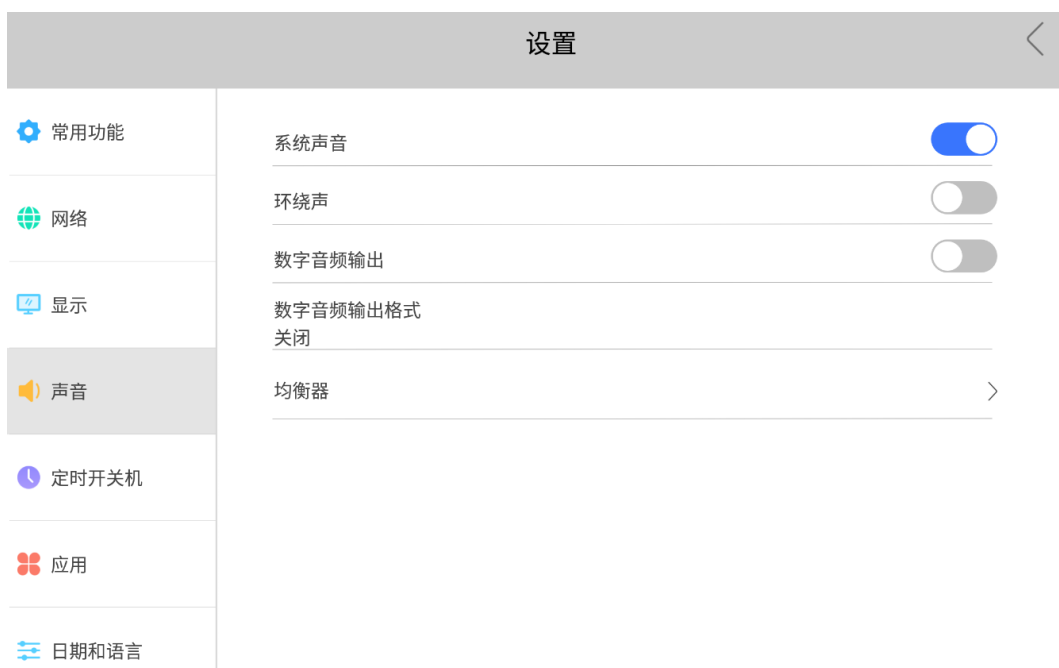 设置
常用功能
网络
显示
声音
定时开关机
应用
日期和语言
系统声音
环绕声
数字音频输出
数字音频输出格式
关闭
均衡器